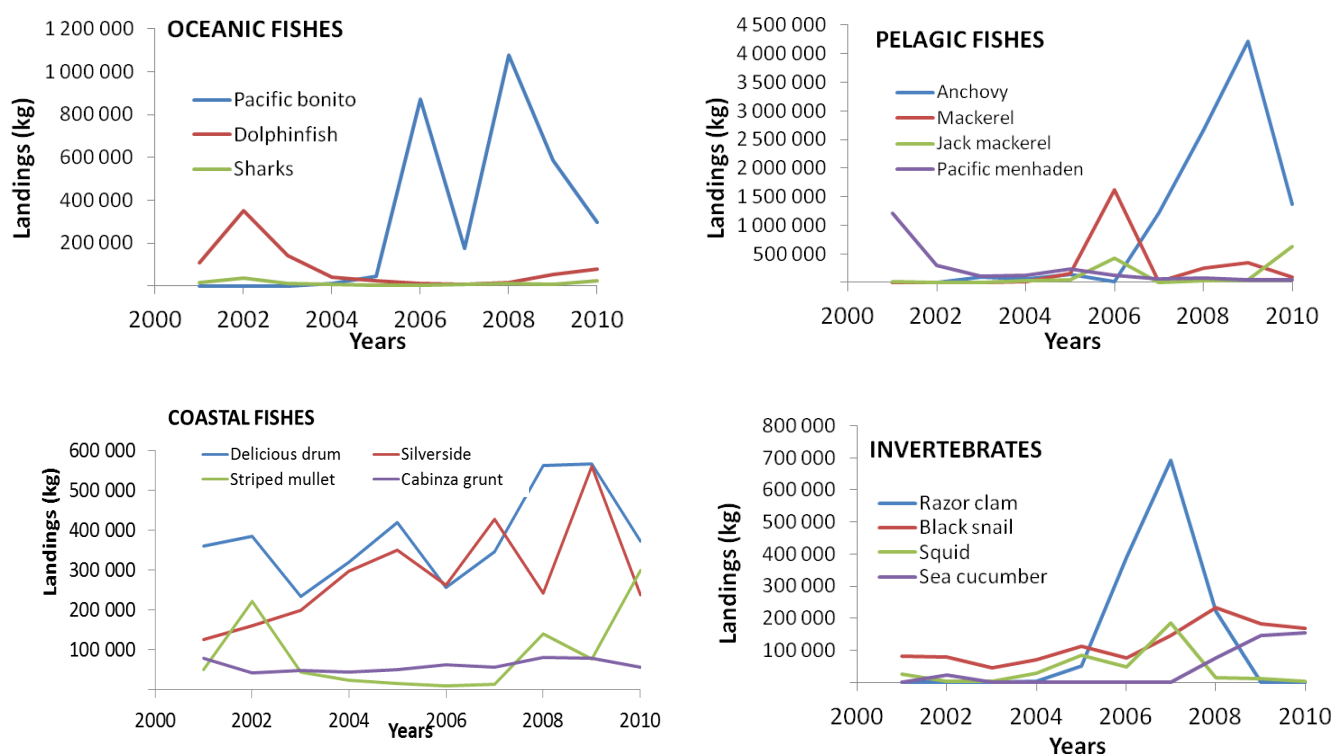 OCEANIC FISHES
Landings (kg)
1 200 000
1 000 000
800 000
600 000
400 000
200 000
Pacific bonito
Dolphinfish
Sharks
2000 2002 2004 2006 2008 2010
Years
PELAGIC FISHES
Landings (kg)
4 500 000
4 000 000
3 500 000
3 000 000
2 500 000
2 000 000
1 500 000
1 000 000
500 000
Anchovy
Mackerel
Jack mackerel
Pacific menhaden
2000 2002 2004 2006 2008 2010
Years
COASTAL FISHES
Landings (kg)
600 000
500 000
400 000
300 000
200 000
100 000
Delicious drum Silverside
Striped mullet Cabinza grunt
2000 2002 2004 2006 2008 2010
Years
INVERTEBRATES
Landings (kg)
800 000
700 000
600 000
500 000
400 000
300 000
200 000
100 000
Razor clam
Black snail
Squid
Sea cucumber
2000 2002 2004 2006 2008 2010
Years